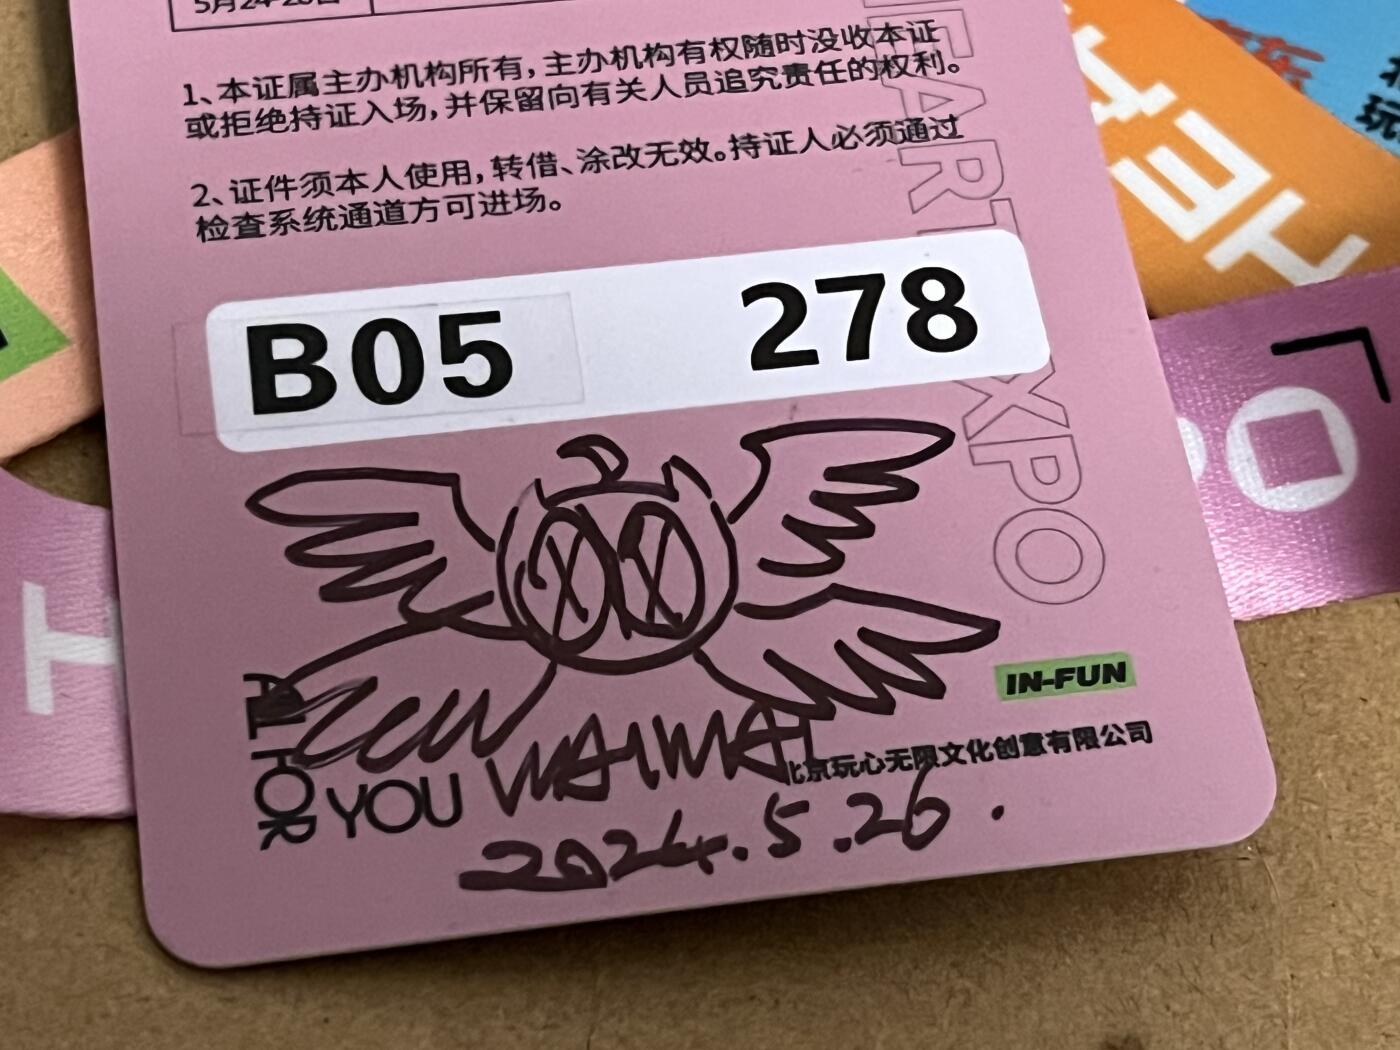 1、本证属主办机构所有，主办机构有权随时没收本证
或拒绝持证入场，并保留向有关人员追究责任的权利。
2、证件须本人使用，转借、涂改无效。持证人必须通过
检查系统通道方可进场。
B05 278
EART EXPO
IN-FUN
北京玩心无限文化创意有限公司
ALL FOR
YOU
WAIWAI
2024.5.26.
PO
T